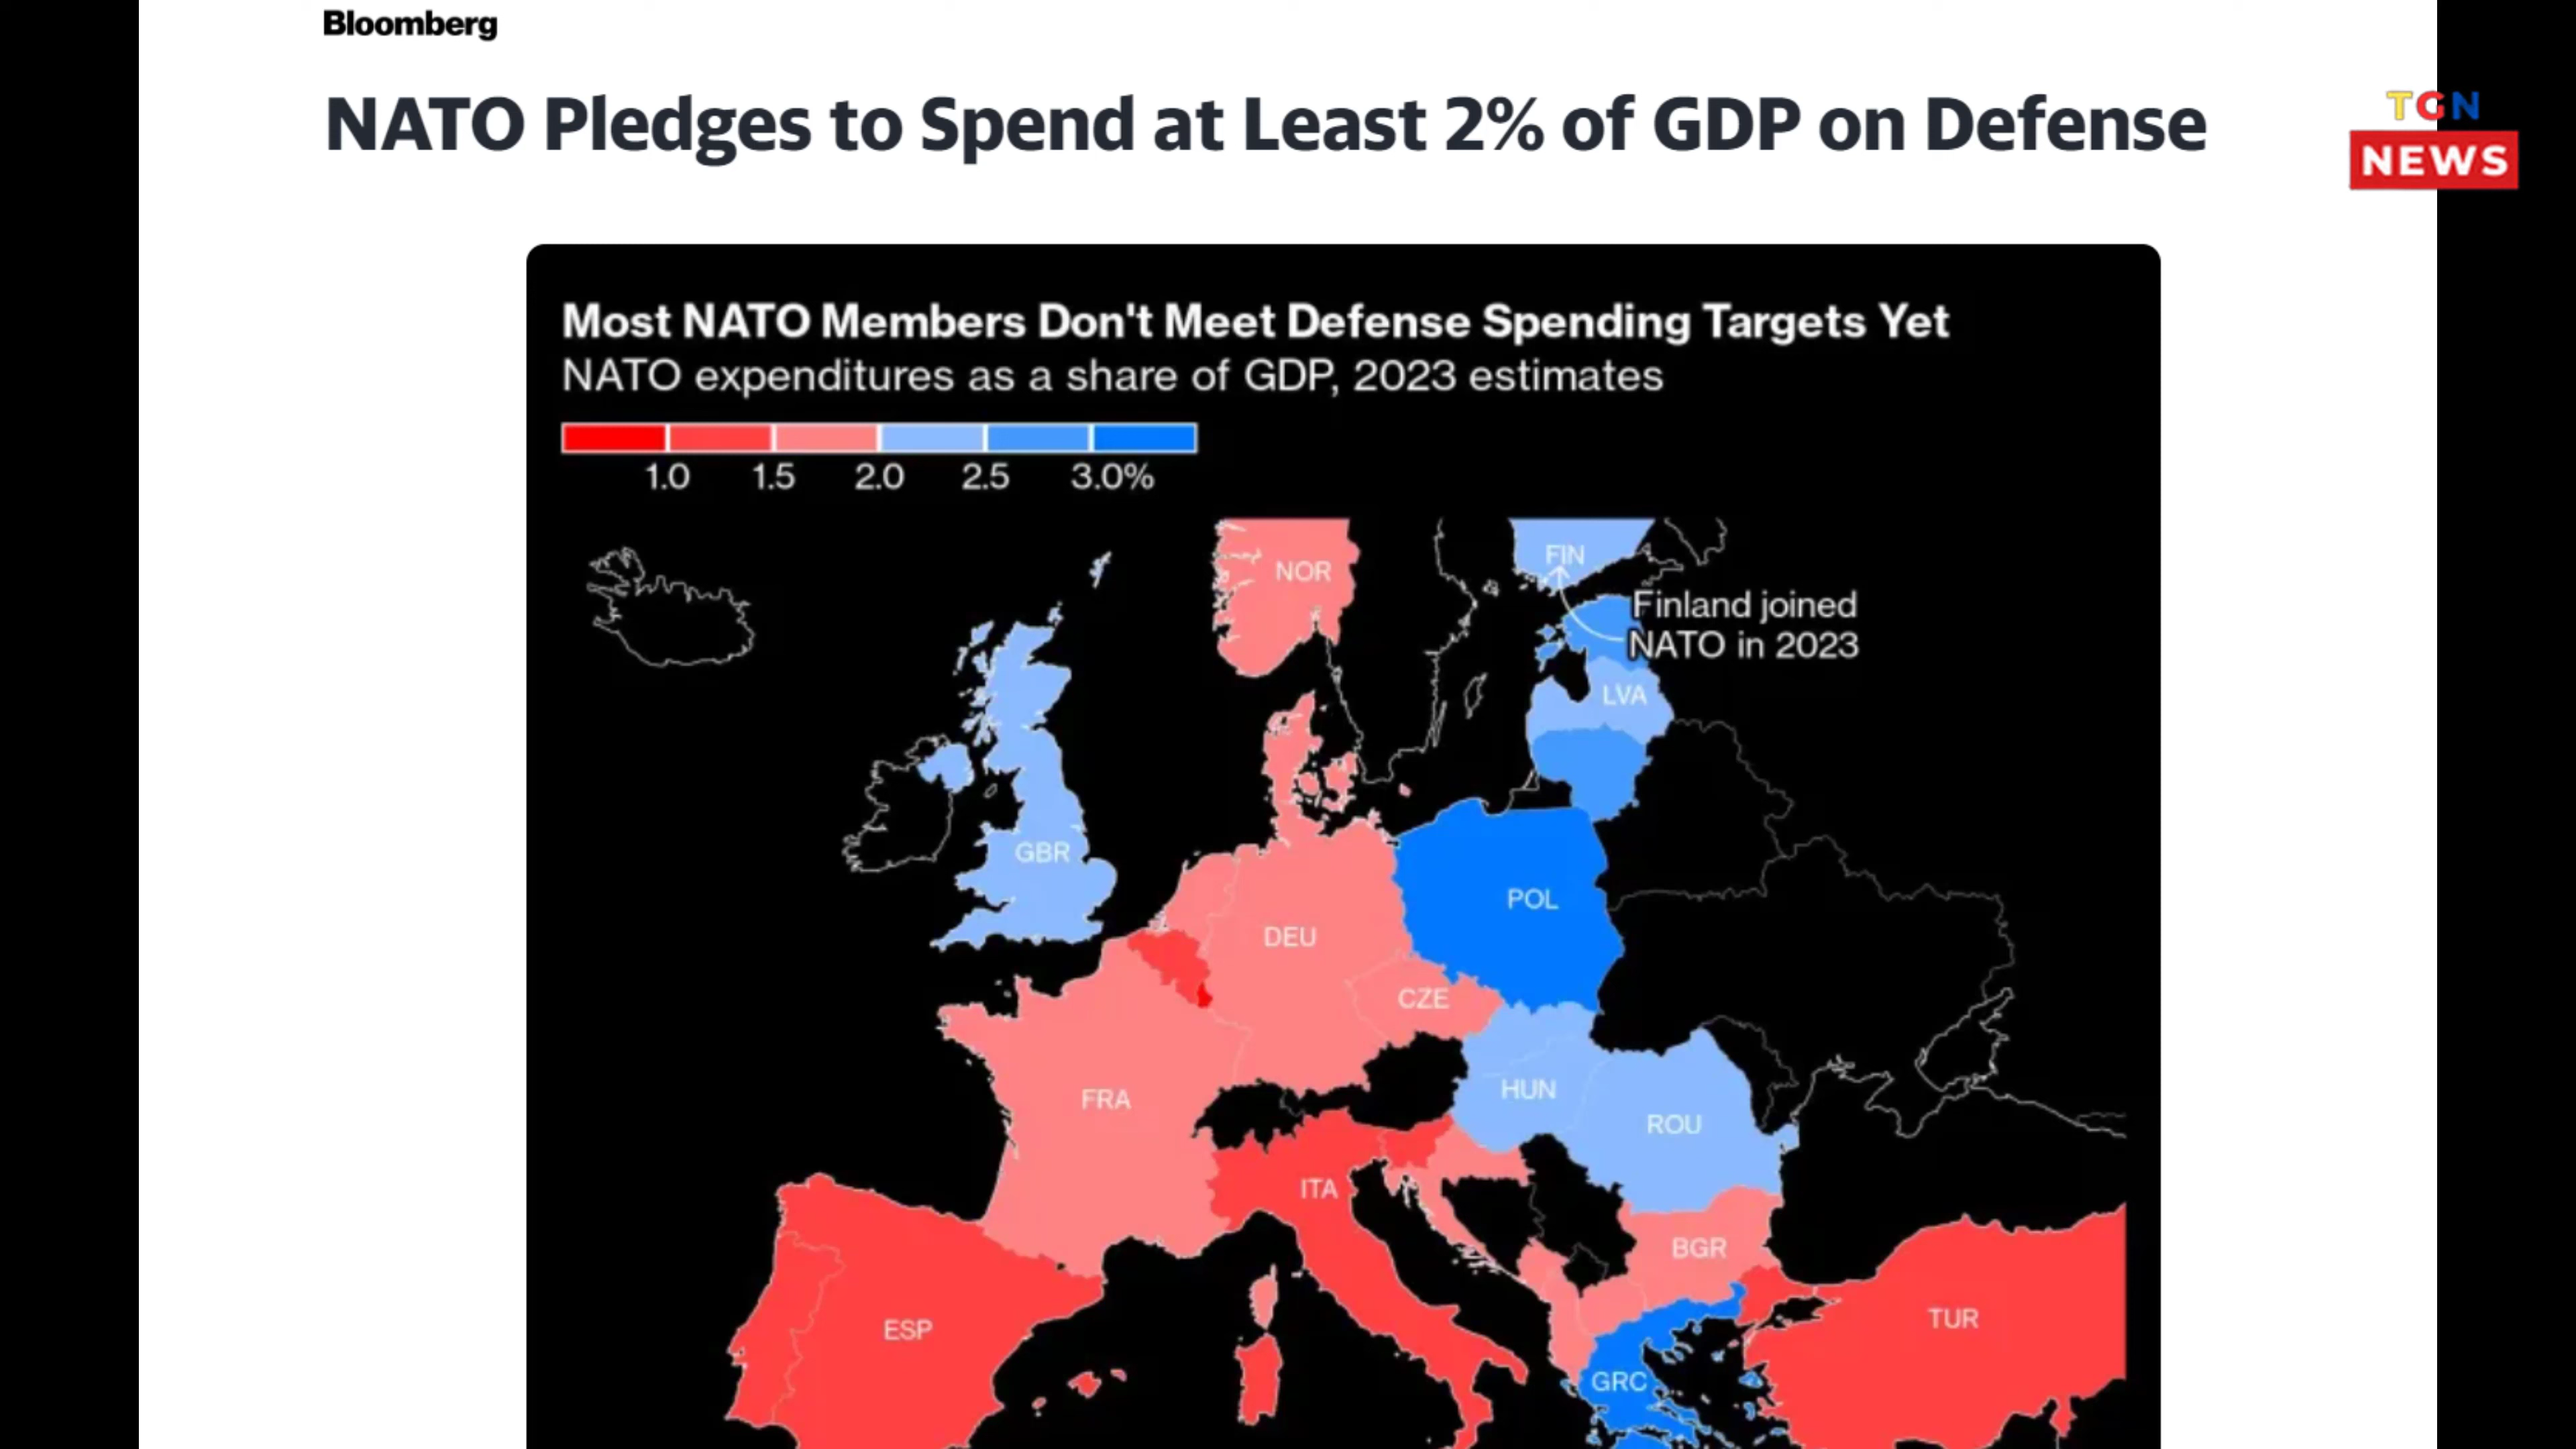 Bloomberg
NATO Pledges to Spend at Least 2% of GDP on Defense
TGN
NEWS
Most NATO Members Don't Meet Defense Spending Targets Yet
NATO expenditures as a share of GDP, 2023 estimates
1.0 1.5 2.0 2.5 3.0%
NOR
FIN
Finland joined
NATO in 2023
LVA
GBR
POL
DEU
CZE
HUN
FRA
ROU
ITA
BGR
TUR
ESP
GRC